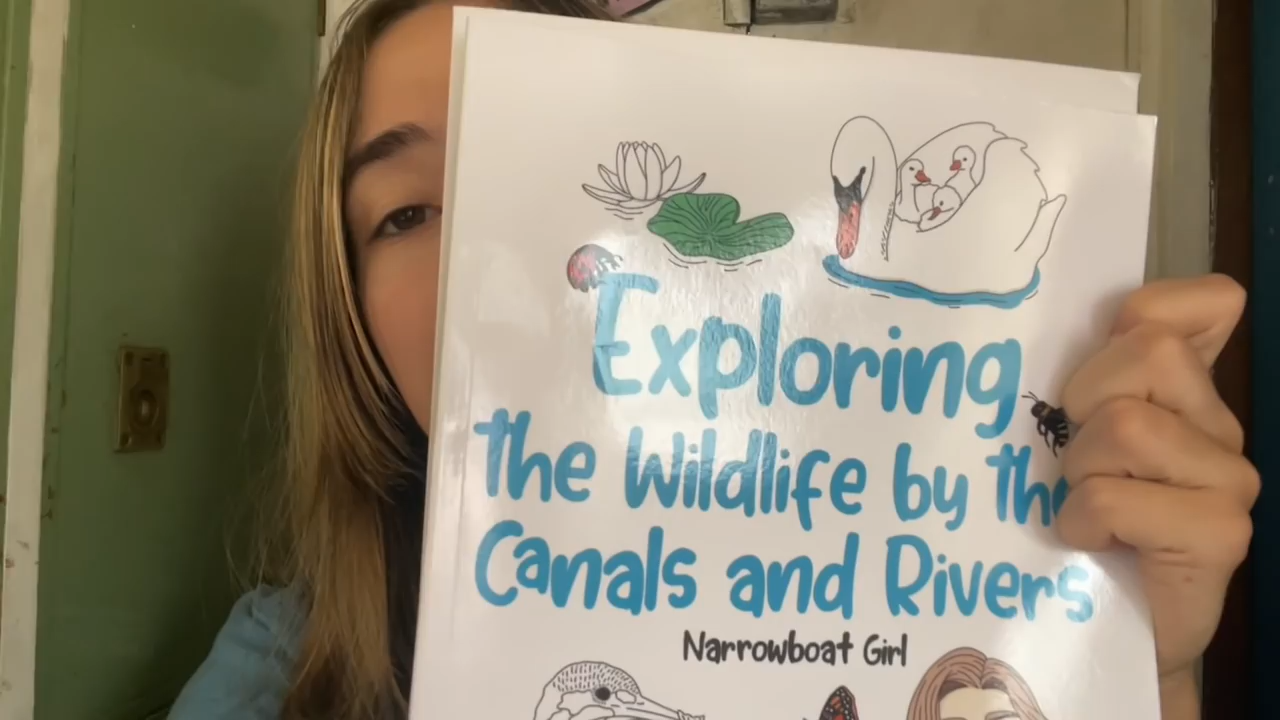 Exploring
the Wildlife by the
Canals and Rivers
Narrowboat Girl